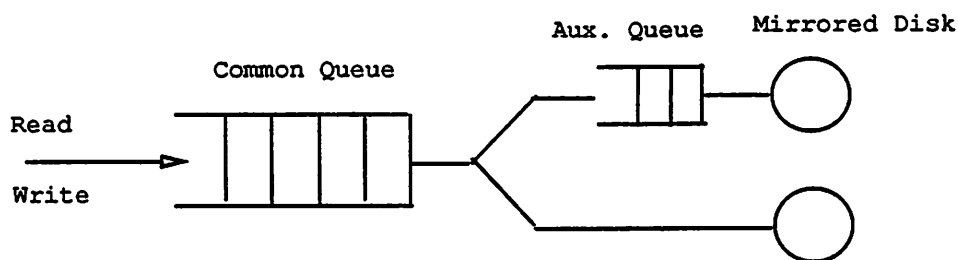 Aux. Queue
Mirrored Disk
Common Queue
Read
Write